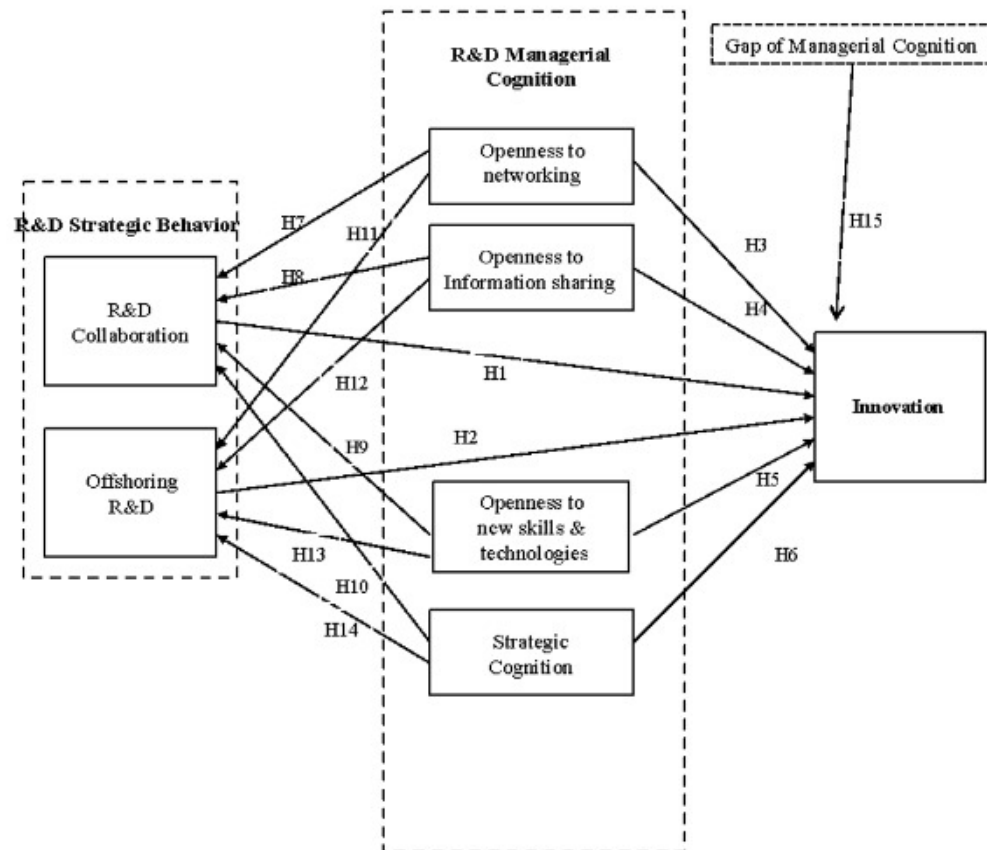 Gap of Managerial Cognition
R&D Managerial
Cognition
Openness to
networking
R&D Strategic Behavior
H7
H11
H15
H3
Openness to
Information sharing
H8
H4
R&D
Collaboration
H12
H1
Innovation
H9
H2
Offshoring
R&D
Openness to
new skills &
technologies
H5
H13
H6
H10
H14
Strategic
Cognition